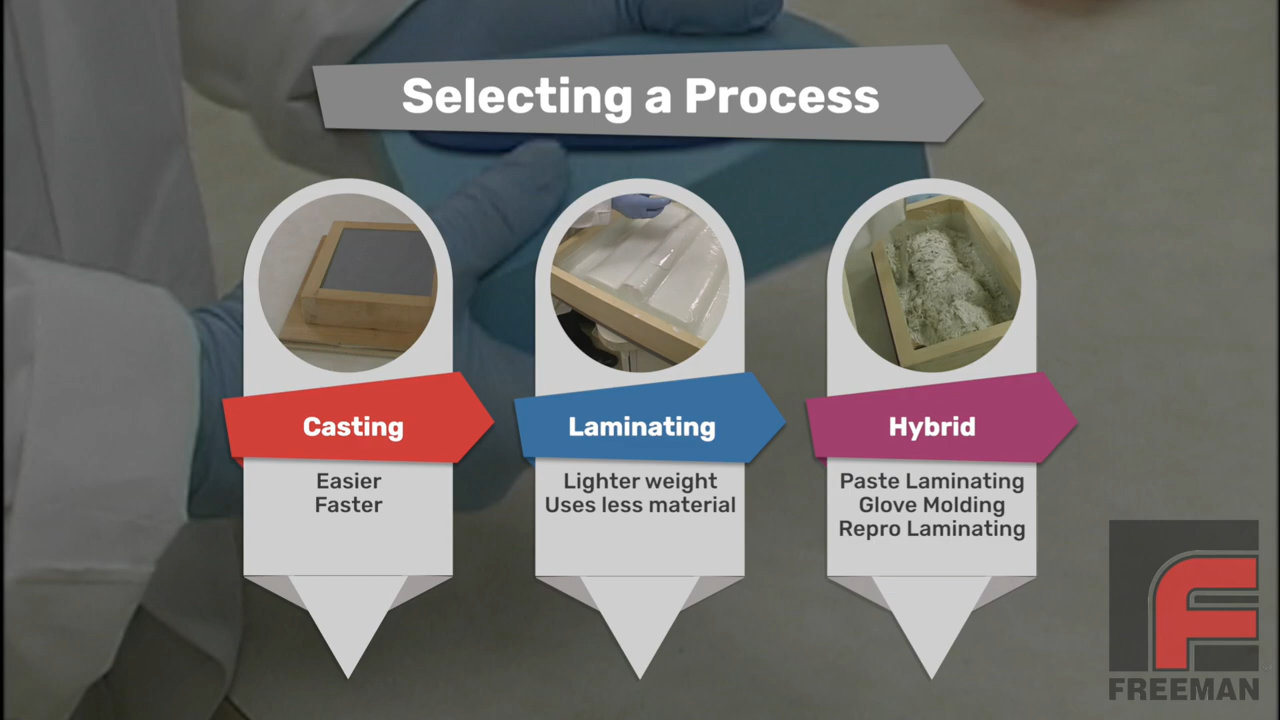 Selecting a Process
Casting
Easier
Faster
Laminating
Lighter weight
Uses less material
Hybrid
Paste Laminating
Glove Molding
Repro Laminating
FREEMAN